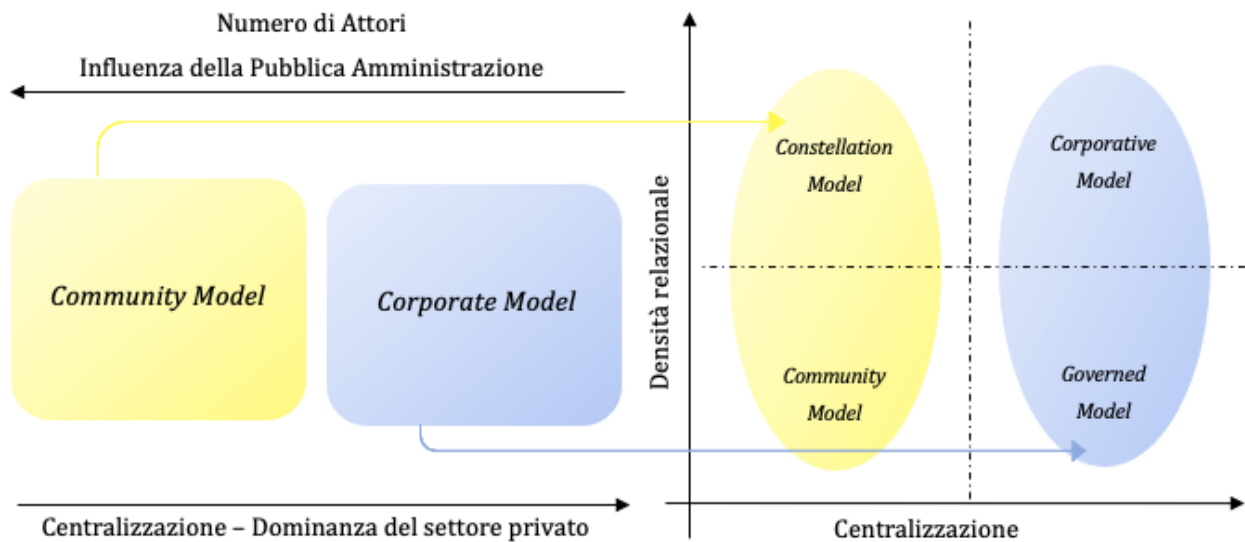 Numero di Attori
Influenza della Pubblica Amministrazione
Community Model
Corporate Model
Centralizzazione – Dominanza del settore privato
Densità relazionale
Constellation
Model
Corporative
Model
Community
Model
Governed
Model
Centralizzazione